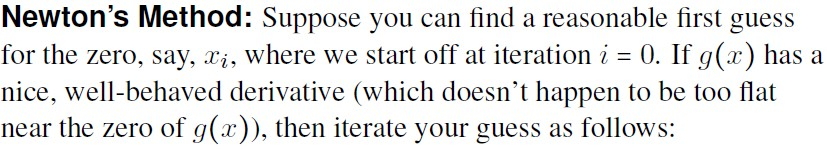 Newton's Method: Suppose you can find a reasonable first guess
for the zero, say, xᵢ, where we start off at iteration i = 0. If g(x) has a
nice, well-behaved derivative (which doesn't happen to be too flat
near the zero of g(x)), then iterate your guess as follows: